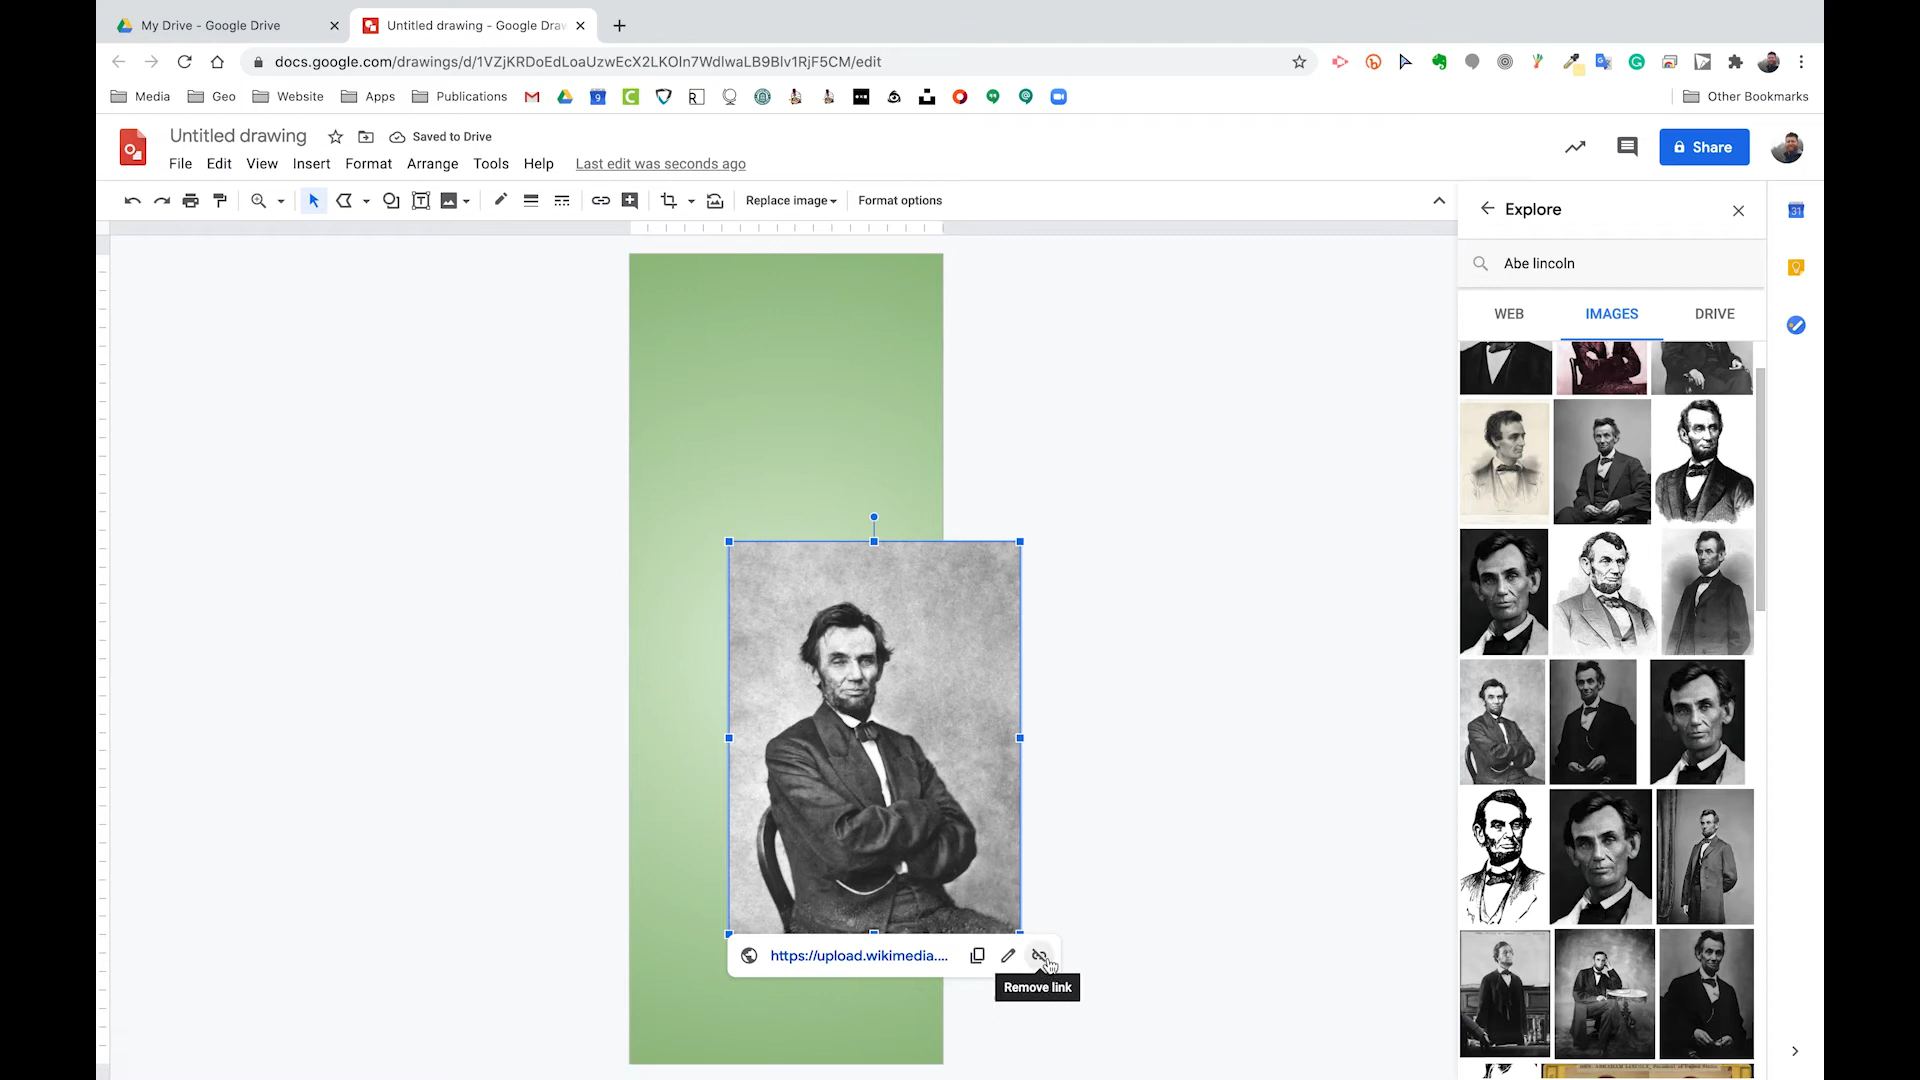 My Drive - Google Drive
Untitled drawing - Google Draw
docs.google.com/drawings/d/1VZjKRDoEdLoaUzwEcX2LKOln7WdlwaLB9Blv1RjF5CM/edit
Media Geo Website Apps Publications Other Bookmarks
Untitled drawing Saved to Drive
File Edit View Insert Format Arrange Tools Help Last edit was seconds ago
Share
Replace image Format options
Explore
Abe lincoln
WEB IMAGES DRIVE
https://upload.wikimedia....
Remove link